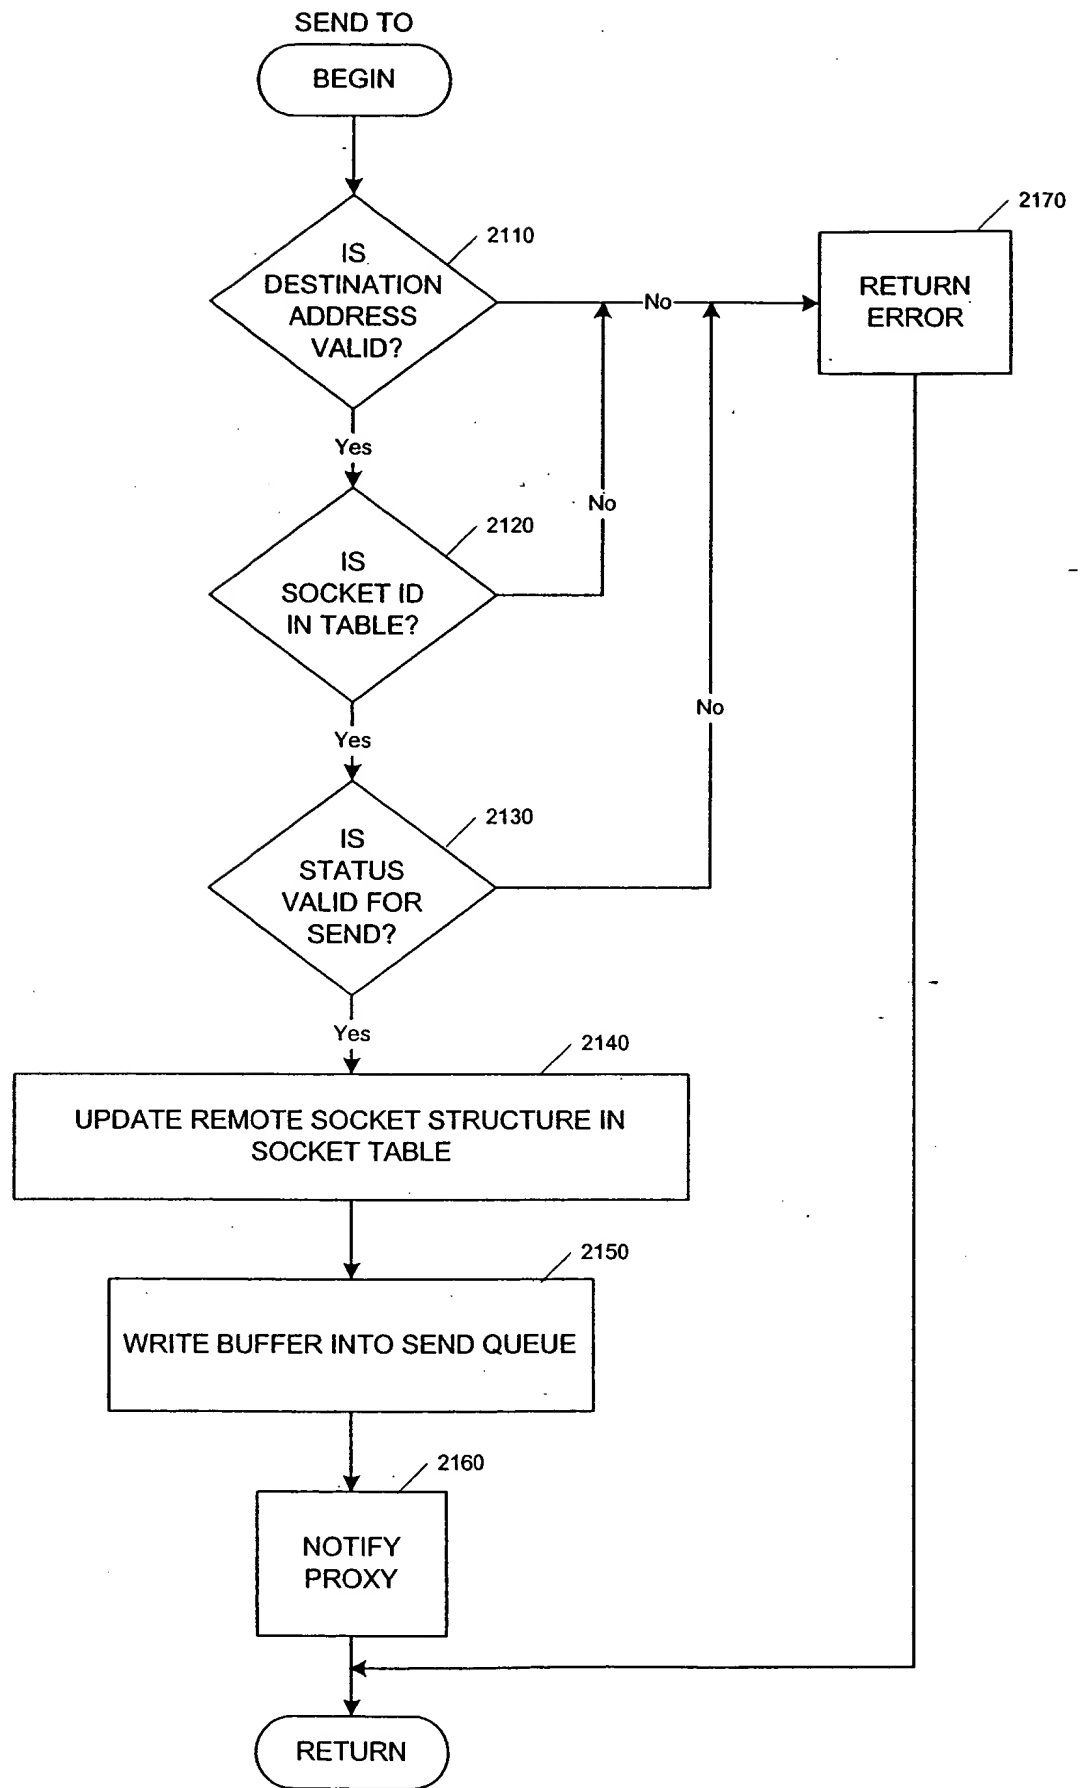 SEND TO
BEGIN
2110
IS
DESTINATION
ADDRESS
VALID?
No
2170
RETURN
ERROR
Yes
2120
IS
SOCKET ID
IN TABLE?
No
Yes
2130
IS
STATUS
VALID FOR
SEND?
No
Yes
2140
UPDATE REMOTE SOCKET STRUCTURE IN
SOCKET TABLE
2150
WRITE BUFFER INTO SEND QUEUE
2160
NOTIFY
PROXY
RETURN